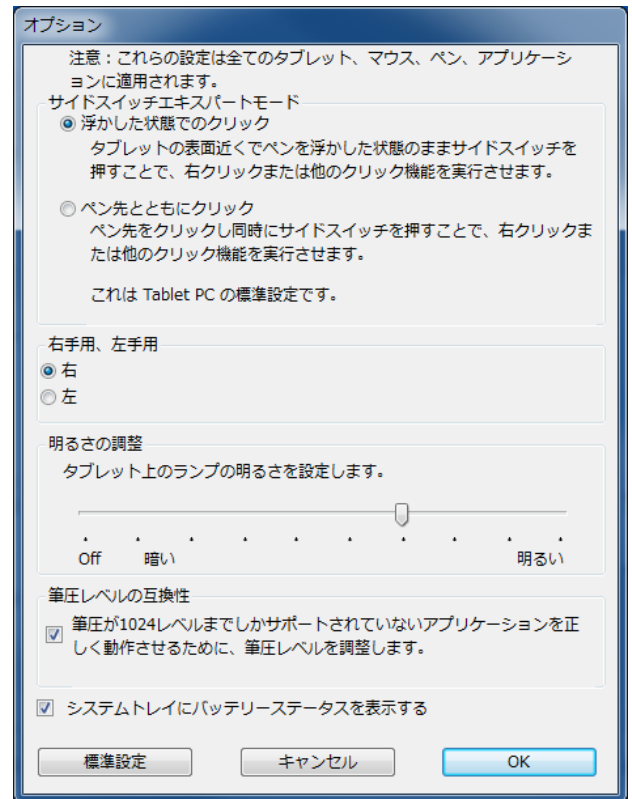 オプション
注意：これらの設定は全てのタブレット、マウス、ペン、アプリケーシ
ョンに適用されます。
サイドスイッチエキスパートモード
浮かした状態でのクリック
タブレットの表面近くでペンを浮かした状態のままサイドスイッチを
押すことで、右クリックまたは他のクリック機能を実行させます。
ペン先とともにクリック
ペン先をクリックし同時にサイドスイッチを押すことで、右クリックま
たは他のクリック機能を実行させます。
これは Tablet PC の標準設定です。
右手用、左手用
右
左
明るさの調整
タブレット上のランプの明るさを設定します。
Off 暗い 明るい
筆圧レベルの互換性
筆圧が1024レベルまでしかサポートされていないアプリケーションを正
しく動作させるために、筆圧レベルを調整します。
システムトレイにバッテリーステータスを表示する
標準設定 キャンセル OK